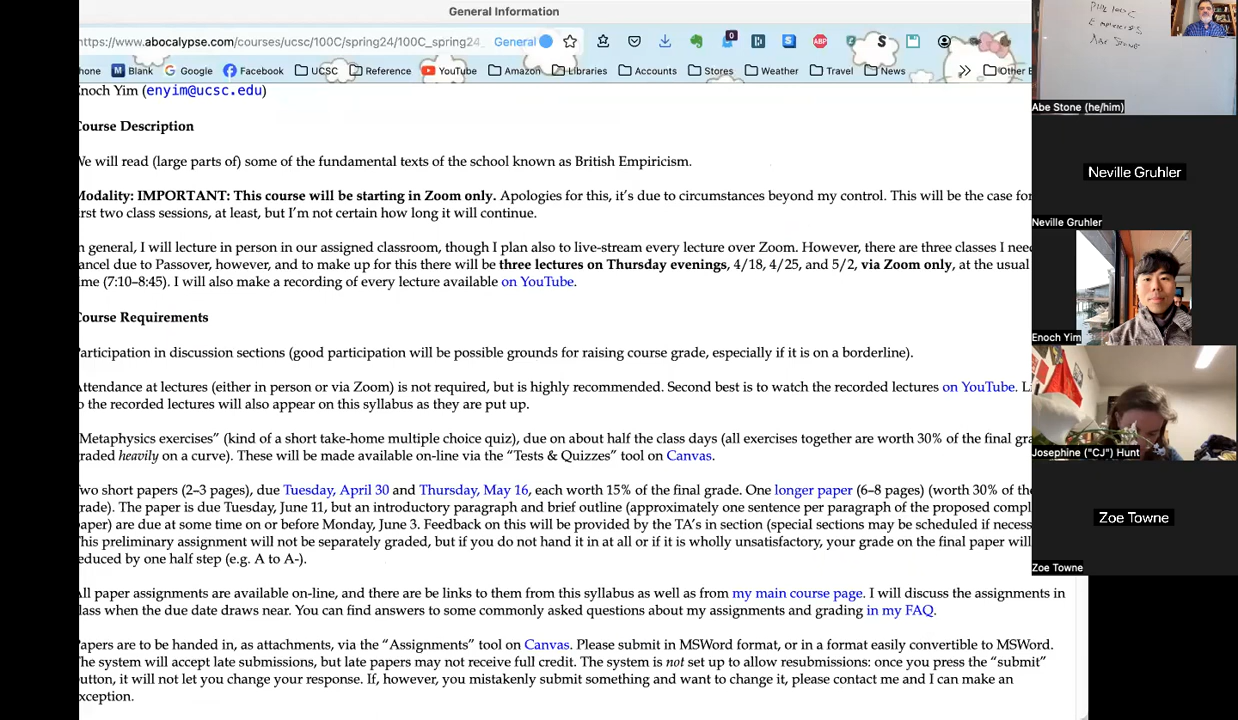 General Information
https://www.abocalypse.com/courses/ucsc/100C/spring24/100C_spring24_
General
0
ABP
S
ome
Blank
Google
Facebook
UCSC
Reference
YouTube
Amazon
Libraries
Accounts
Stores
Weather
Travel
News
Other B
Enoch Yim (enyim@ucsc.edu)
Course Description
We will read (large parts of) some of the fundamental texts of the school known as British Empiricism.
Modality: IMPORTANT: This course will be starting in Zoom only. Apologies for this, it's due to circumstances beyond my control. This will be the case for
irst two class sessions, at least, but I'm not certain how long it will continue.
n general, I will lecture in person in our assigned classroom, though I plan also to live-stream every lecture over Zoom. However, there are three classes I nee
cancel due to Passover, however, and to make up for this there will be three lectures on Thursday evenings, 4/18, 4/25, and 5/2, via Zoom only, at the usual
time (7:10–8:45). I will also make a recording of every lecture available on YouTube.
Course Requirements
Participation in discussion sections (good participation will be possible grounds for raising course grade, especially if it is on a borderline).
Attendance at lectures (either in person or via Zoom) is not required, but is highly recommended. Second best is to watch the recorded lectures on YouTube. Li
o the recorded lectures will also appear on this syllabus as they are put up.
"Metaphysics exercises" (kind of a short take-home multiple choice quiz), due on about half the class days (all exercises together are worth 30% of the final gra
graded heavily on a curve). These will be made available on-line via the "Tests & Quizzes" tool on Canvas.
Two short papers (2–3 pages), due Tuesday, April 30 and Thursday, May 16, each worth 15% of the final grade. One longer paper (6–8 pages) (worth 30% of the
grade). The paper is due Tuesday, June 11, but an introductory paragraph and brief outline (approximately one sentence per paragraph of the proposed compl
paper) are due at some time on or before Monday, June 3. Feedback on this will be provided by the TA's in section (special sections may be scheduled if necess
This preliminary assignment will not be separately graded, but if you do not hand it in at all or if it is wholly unsatisfactory, your grade on the final paper will
reduced by one half step (e.g. A to A-).
All paper assignments are available on-line, and there are be links to them from this syllabus as well as from my main course page. I will discuss the assignments in
class when the due date draws near. You can find answers to some commonly asked questions about my assignments and grading in my FAQ.
Papers are to be handed in, as attachments, via the "Assignments" tool on Canvas. Please submit in MSWord format, or in a format easily convertible to MSWord.
The system will accept late submissions, but late papers may not receive full credit. The system is not set up to allow resubmissions: once you press the "submit"
button, it will not let you change your response. If, however, you mistakenly submit something and want to change it, please contact me and I can make an
exception.
Abe Stone
Abe Stone (he/him)
Neville Gruhler
Neville Gruhler
Enoch Yim
Josephine ("CJ") Hunt
Zoe Towne
Zoe Towne